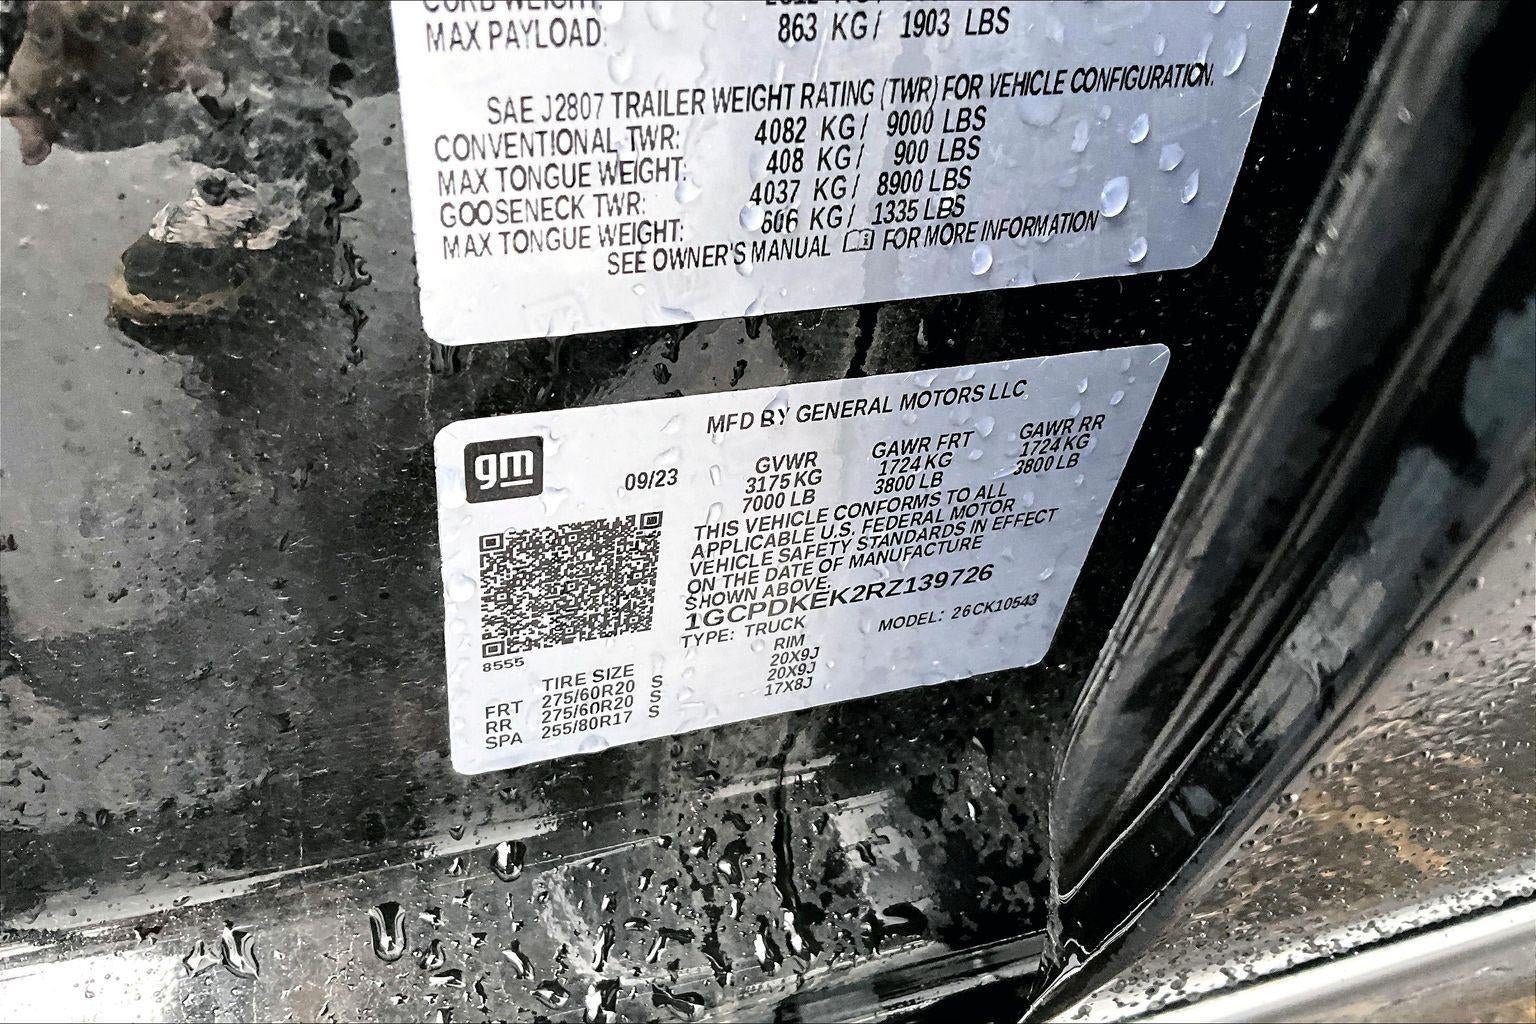 CURB WEIGHT:
MAX PAYLOAD: 863 KG / 1903 LBS
SAE J2807 TRAILER WEIGHT RATING (TWR) FOR VEHICLE CONFIGURATION.
CONVENTIONAL TWR: 4082 KG / 9000 LBS
MAX TONGUE WEIGHT: 408 KG / 900 LBS
GOOSENECK TWR: 4037 KG / 8900 LBS
MAX TONGUE WEIGHT: 606 KG / 1335 LBS
SEE OWNER'S MANUAL FOR MORE INFORMATION
MFD BY GENERAL MOTORS LLC
gm
09/23
GVWR GAWR FRT GAWR RR
3175 KG 1724 KG 1724 KG
7000 LB 3800 LB 3800 LB
THIS VEHICLE CONFORMS TO ALL
APPLICABLE U.S. FEDERAL MOTOR
VEHICLE SAFETY STANDARDS IN EFFECT
ON THE DATE OF MANUFACTURE
SHOWN ABOVE.
1GCPDKEK2RZ139726
TYPE: TRUCK MODEL: 26CK10543
8555
TIRE SIZE RIM
FRT 275/60R20 S 20X9J
RR 275/60R20 S 20X9J
SPA 255/80R17 S 17X8J